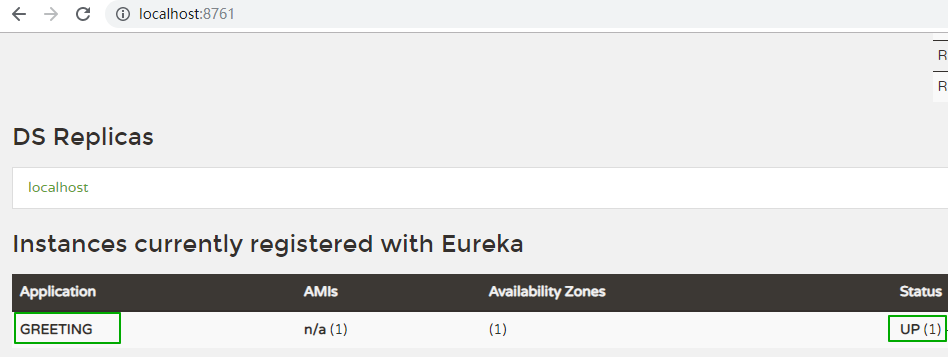 localhost:8761
R
R
DS Replicas
localhost
Instances currently registered with Eureka
Application AMIs Availability Zones Status
GREETING n/a (1) (1) UP (1)